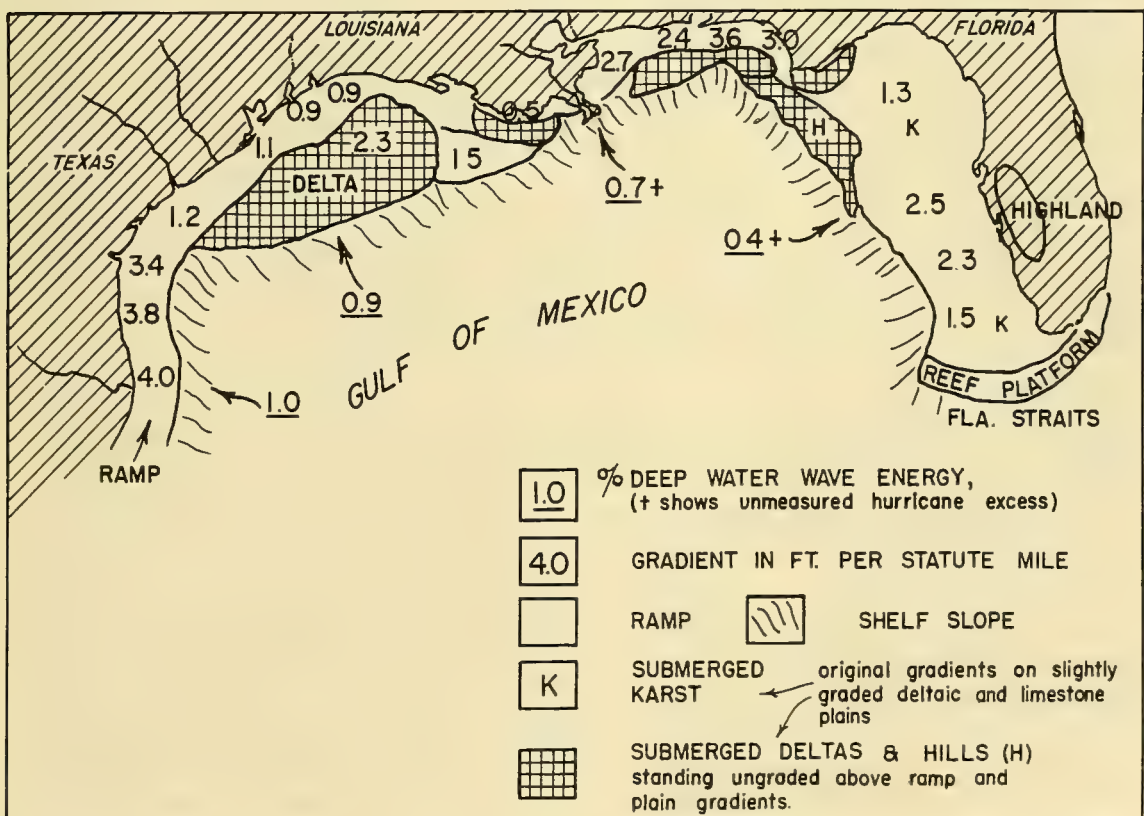 LOUISIANA
FLORIDA
2.4 3.6 3.0
2.7
0.9 0.9
0.5
1.3
K
1.1
2.3
H
TEXAS
DELTA
1.5
0.7+
1.2
2.5
HIGHLAND
0.4+
3.4
2.3
0.9
3.8
GULF OF MEXICO
1.5 K
4.0
1.0
REEF PLATFORM
FLA. STRAITS
RAMP
1.0 % DEEP WATER WAVE ENERGY,
(+ shows unmeasured hurricane excess)
4.0 GRADIENT IN FT. PER STATUTE MILE
RAMP SHELF SLOPE
K SUBMERGED KARST
original gradients on slightly
graded deltaic and limestone
plains
SUBMERGED DELTAS & HILLS (H)
standing ungraded above ramp and
plain gradients.